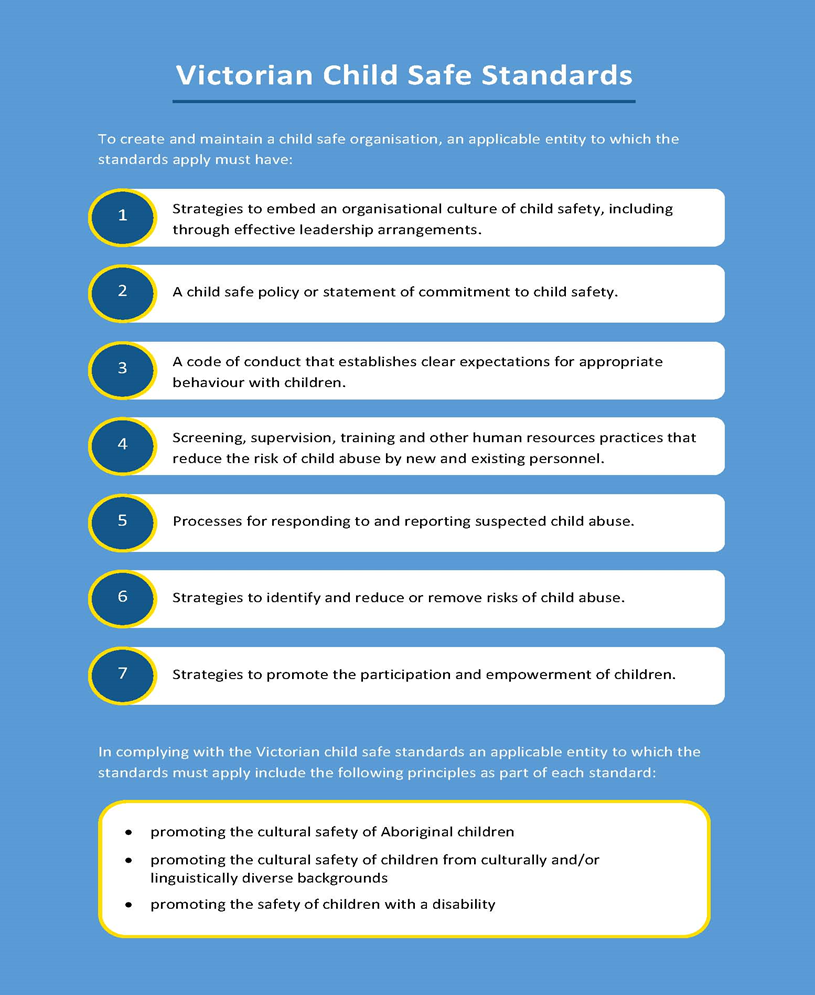 Victorian Child Safe Standards
To create and maintain a child safe organisation, an applicable entity to which the
standards apply must have:
1
Strategies to embed an organisational culture of child safety, including
through effective leadership arrangements.
2
A child safe policy or statement of commitment to child safety.
3
A code of conduct that establishes clear expectations for appropriate
behaviour with children.
4
Screening, supervision, training and other human resources practices that
reduce the risk of child abuse by new and existing personnel.
5
Processes for responding to and reporting suspected child abuse.
6
Strategies to identify and reduce or remove risks of child abuse.
7
Strategies to promote the participation and empowerment of children.
In complying with the Victorian child safe standards an applicable entity to which the
standards must apply include the following principles as part of each standard:
• promoting the cultural safety of Aboriginal children
• promoting the cultural safety of children from culturally and/or
linguistically diverse backgrounds
• promoting the safety of children with a disability